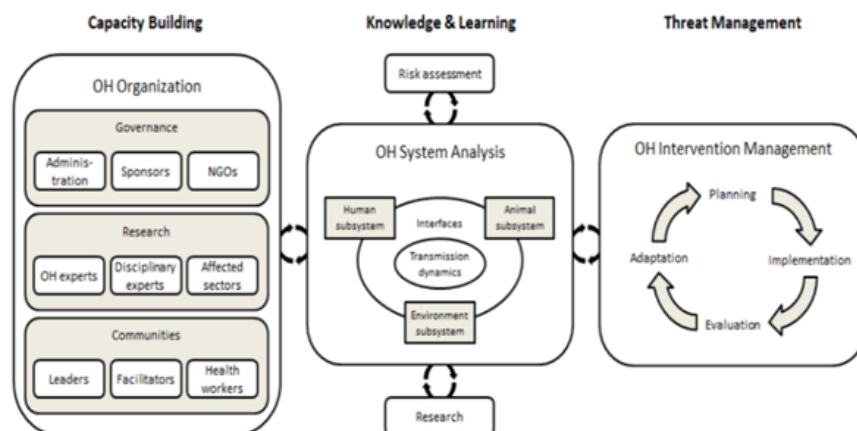 Capacity Building
Knowledge & Learning
Threat Management
OH Organization
Governance
Adminis-
tration
Sponsors
NGOs
Research
OH experts
Disciplinary
experts
Affected
sectors
Communities
Leaders
Facilitators
Health
workers
Risk assessment
OH System Analysis
Human
subsystem
Interfaces
Animal
subsystem
Transmission
dynamics
Environment
subsystem
Research
OH Intervention Management
Planning
Adaptation
Implementation
Evaluation